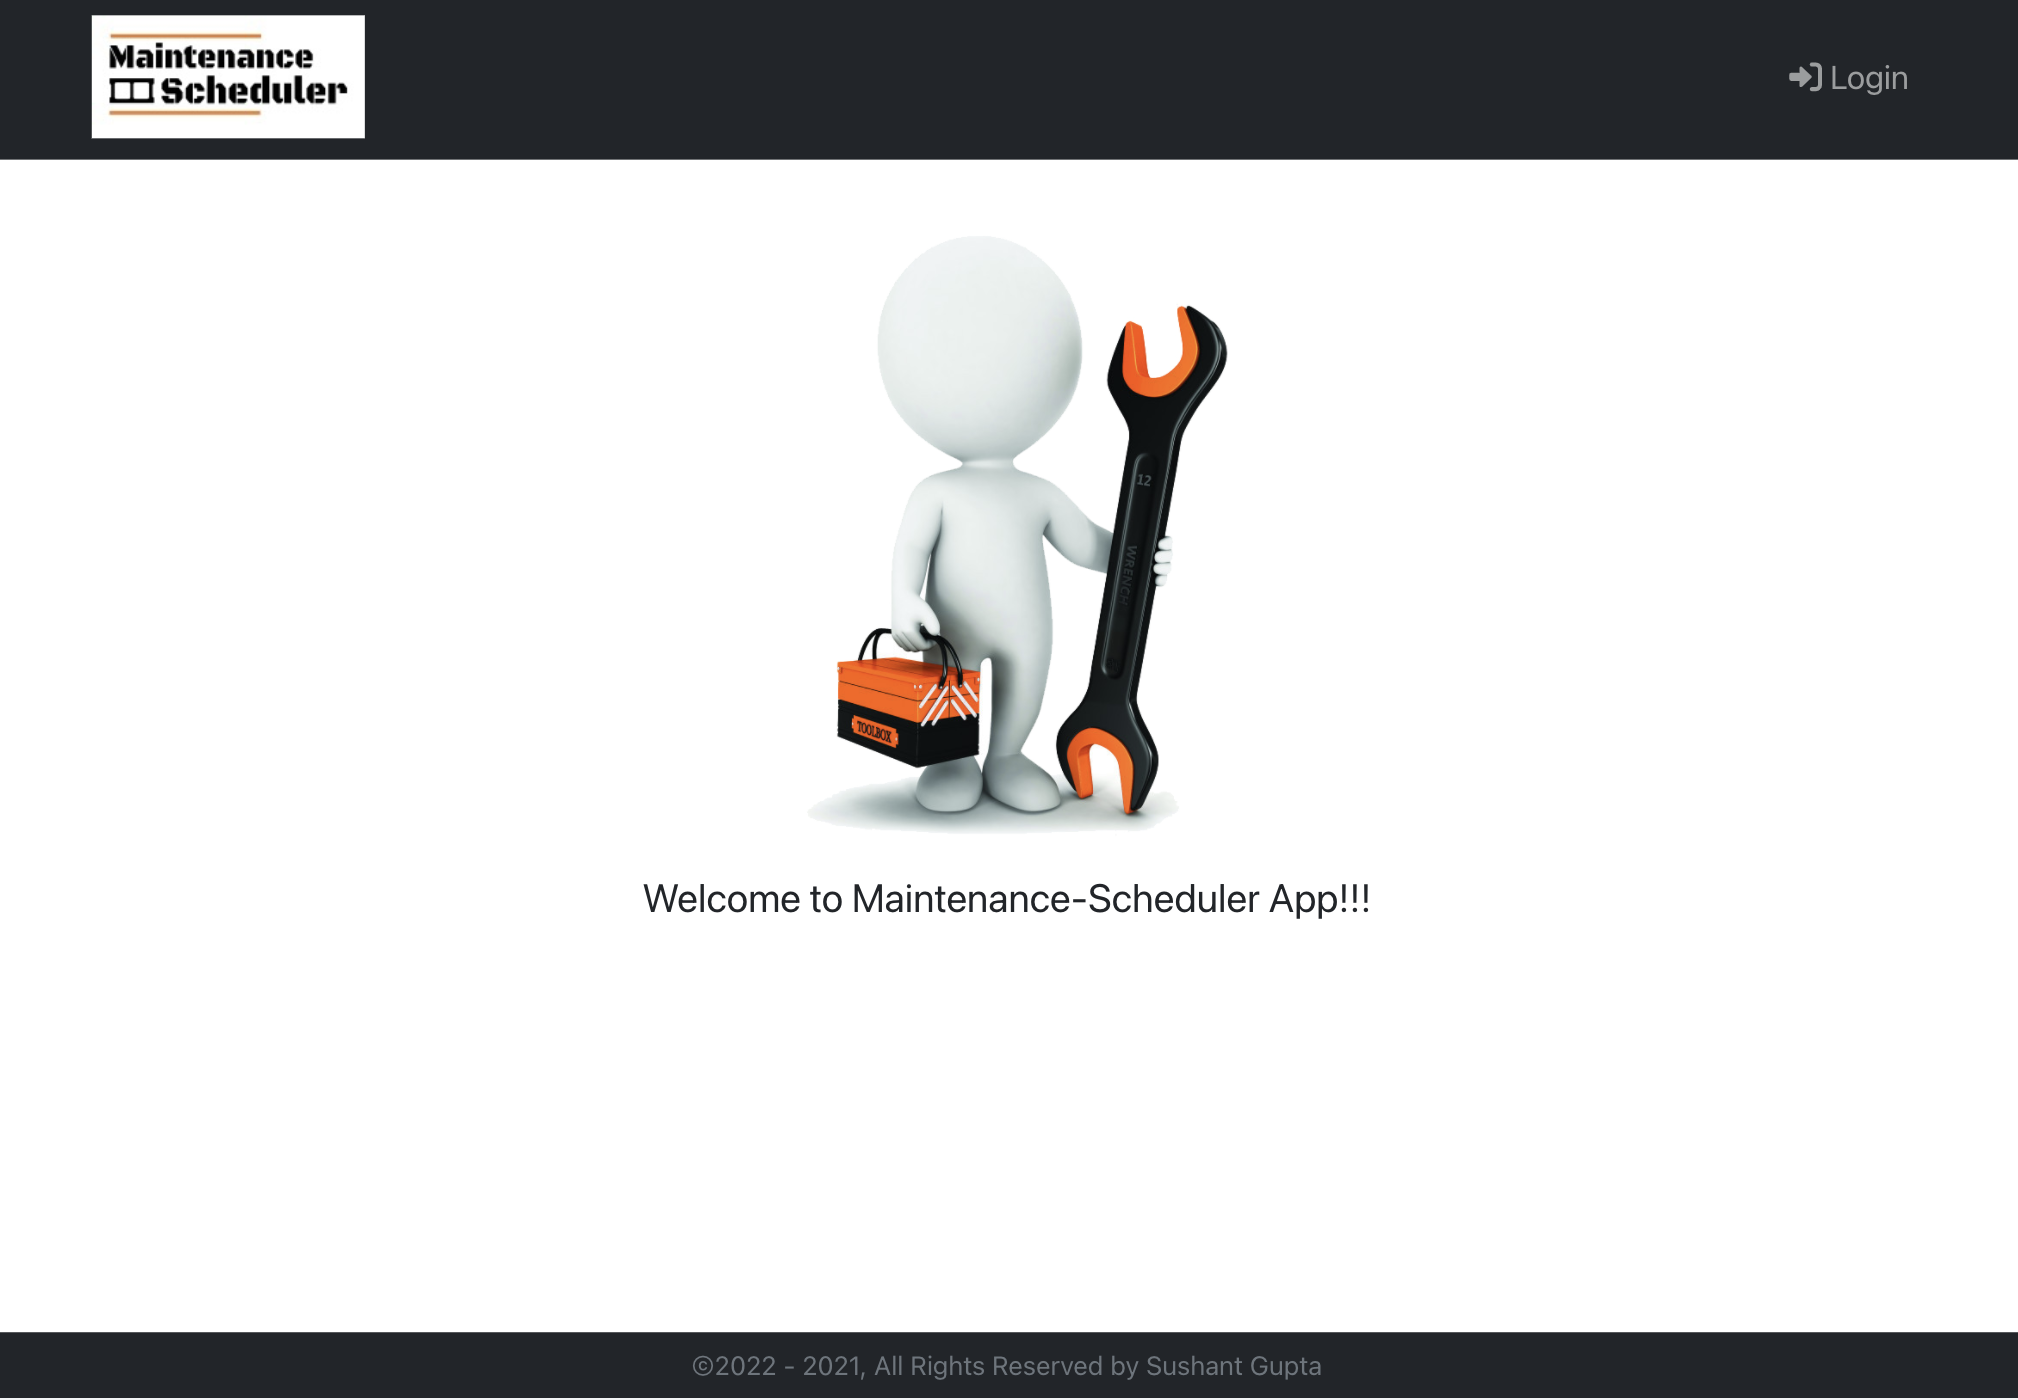 Maintenance
Scheduler
Login
12
WRENCH
TOOLBOX
Welcome to Maintenance-Scheduler App!!!
©2022 - 2021, All Rights Reserved by Sushant Gupta